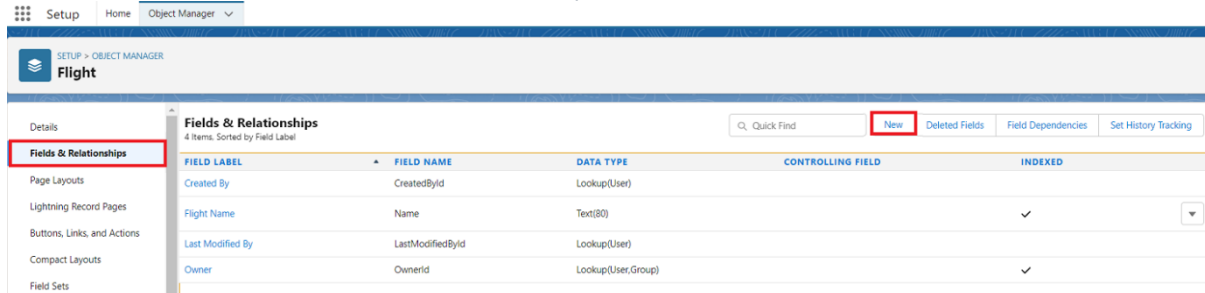 Setup Home Object Manager
SETUP > OBJECT MANAGER
Flight
Details
Fields & Relationships
Page Layouts
Lightning Record Pages
Buttons, Links, and Actions
Compact Layouts
Field Sets
Fields & Relationships
4 Items, Sorted by Field Label
Quick Find New Deleted Fields Field Dependencies Set History Tracking
FIELD LABEL FIELD NAME DATA TYPE CONTROLLING FIELD INDEXED
Created By CreatedById Lookup(User)
Flight Name Name Text(80)
Last Modified By LastModifiedById Lookup(User)
Owner OwnerId Lookup(User,Group)